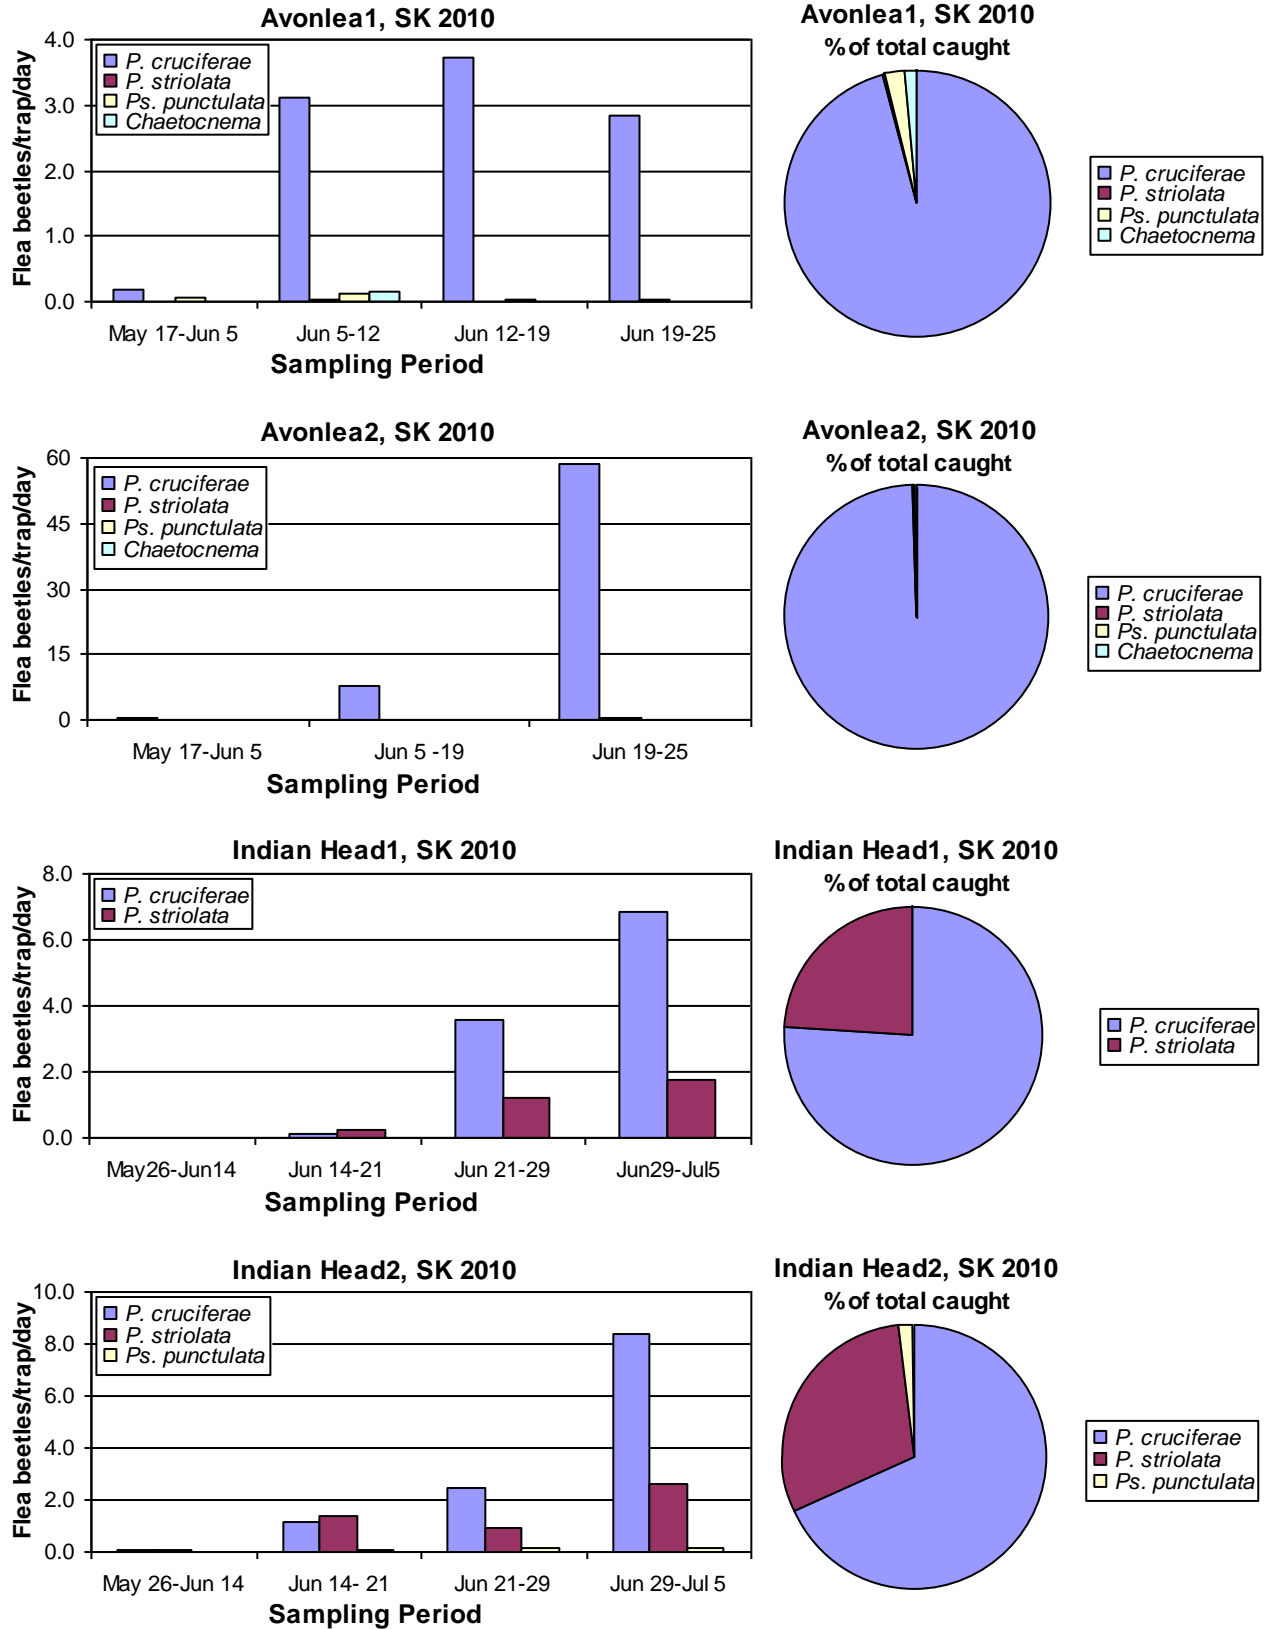 Avonlea1, SK 2010
Flea beetles/trap/day
4.0
3.0
2.0
1.0
0.0
P. cruciferae
P. striolata
Ps. punctulata
Chaetocnema
May 17-Jun 5
Jun 5-12
Jun 12-19
Jun 19-25
Sampling Period
Avonlea1, SK 2010
% of total caught
P. cruciferae
P. striolata
Ps. punctulata
Chaetocnema
Avonlea2, SK 2010
Flea beetles/trap/day
60
45
30
15
0
P. cruciferae
P. striolata
Ps. punctulata
Chaetocnema
May 17-Jun 5
Jun 5 -19
Jun 19-25
Sampling Period
Avonlea2, SK 2010
% of total caught
P. cruciferae
P. striolata
Ps. punctulata
Chaetocnema
Indian Head1, SK 2010
Flea beetles/trap/day
8.0
6.0
4.0
2.0
0.0
P. cruciferae
P. striolata
May26-Jun14
Jun 14-21
Jun 21-29
Jun29-Jul5
Sampling Period
Indian Head1, SK 2010
% of total caught
P. cruciferae
P. striolata
Indian Head2, SK 2010
Flea beetles/trap/day
10.0
8.0
6.0
4.0
2.0
0.0
P. cruciferae
P. striolata
Ps. punctulata
May 26-Jun 14
Jun 14- 21
Jun 21-29
Jun 29-Jul 5
Sampling Period
Indian Head2, SK 2010
% of total caught
P. cruciferae
P. striolata
Ps. punctulata